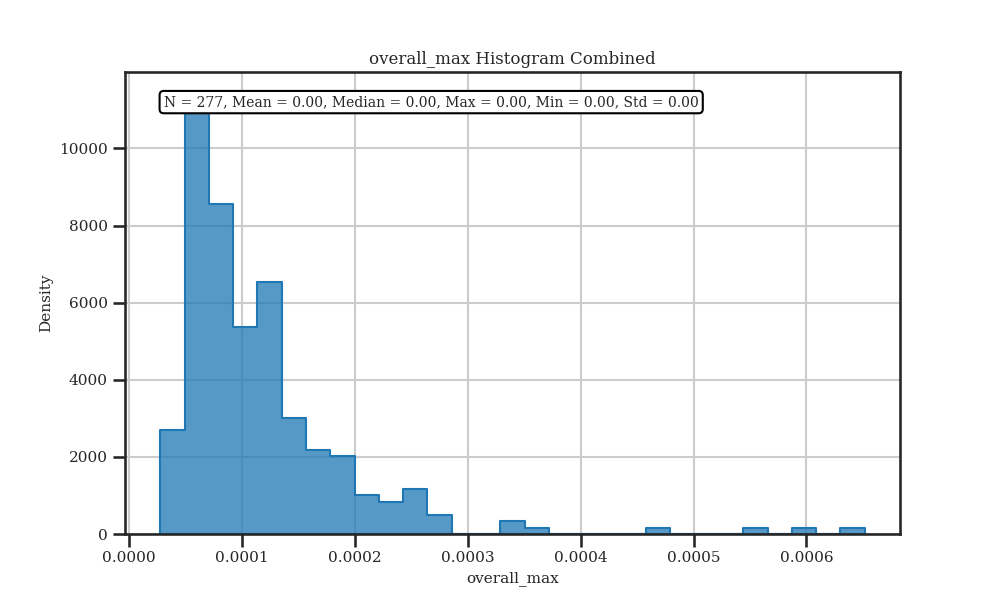 overall_max Histogram Combined
N = 277, Mean = 0.00, Median = 0.00, Max = 0.00, Min = 0.00, Std = 0.00
10000
8000
6000
4000
2000
0
Density
0.0000 0.0001 0.0002 0.0003 0.0004 0.0005 0.0006
overall_max